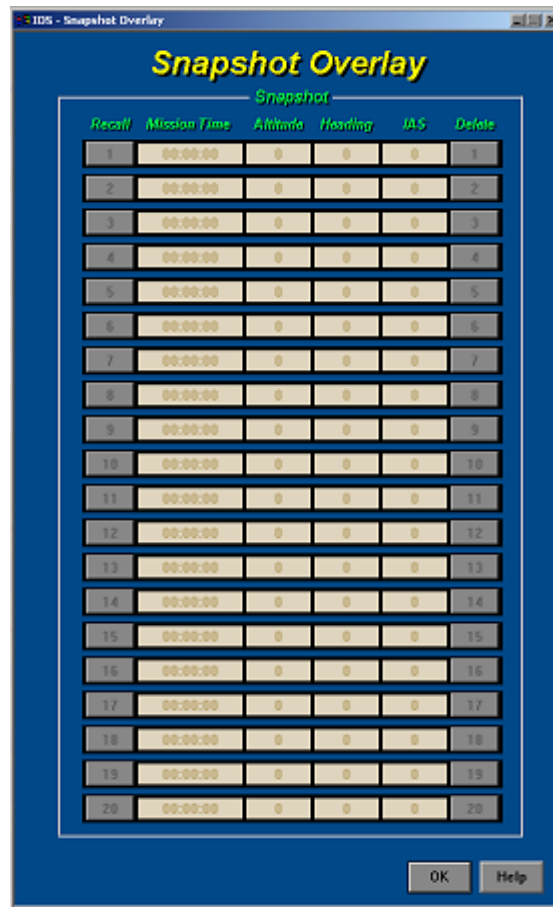 IOS - Snapshot Overlay
Snapshot Overlay
Snapshot
Recall Mission Time Altitude Heading IAS Delete
1 00:00:00 0 0 0 1
2 00:00:00 0 0 0 2
3 00:00:00 0 0 0 3
4 00:00:00 0 0 0 4
5 00:00:00 0 0 0 5
6 00:00:00 0 0 0 6
7 00:00:00 0 0 0 7
8 00:00:00 0 0 0 8
9 00:00:00 0 0 0 9
10 00:00:00 0 0 0 10
11 00:00:00 0 0 0 11
12 00:00:00 0 0 0 12
13 00:00:00 0 0 0 13
14 00:00:00 0 0 0 14
15 00:00:00 0 0 0 15
16 00:00:00 0 0 0 16
17 00:00:00 0 0 0 17
18 00:00:00 0 0 0 18
19 00:00:00 0 0 0 19
20 00:00:00 0 0 0 20
OK Help